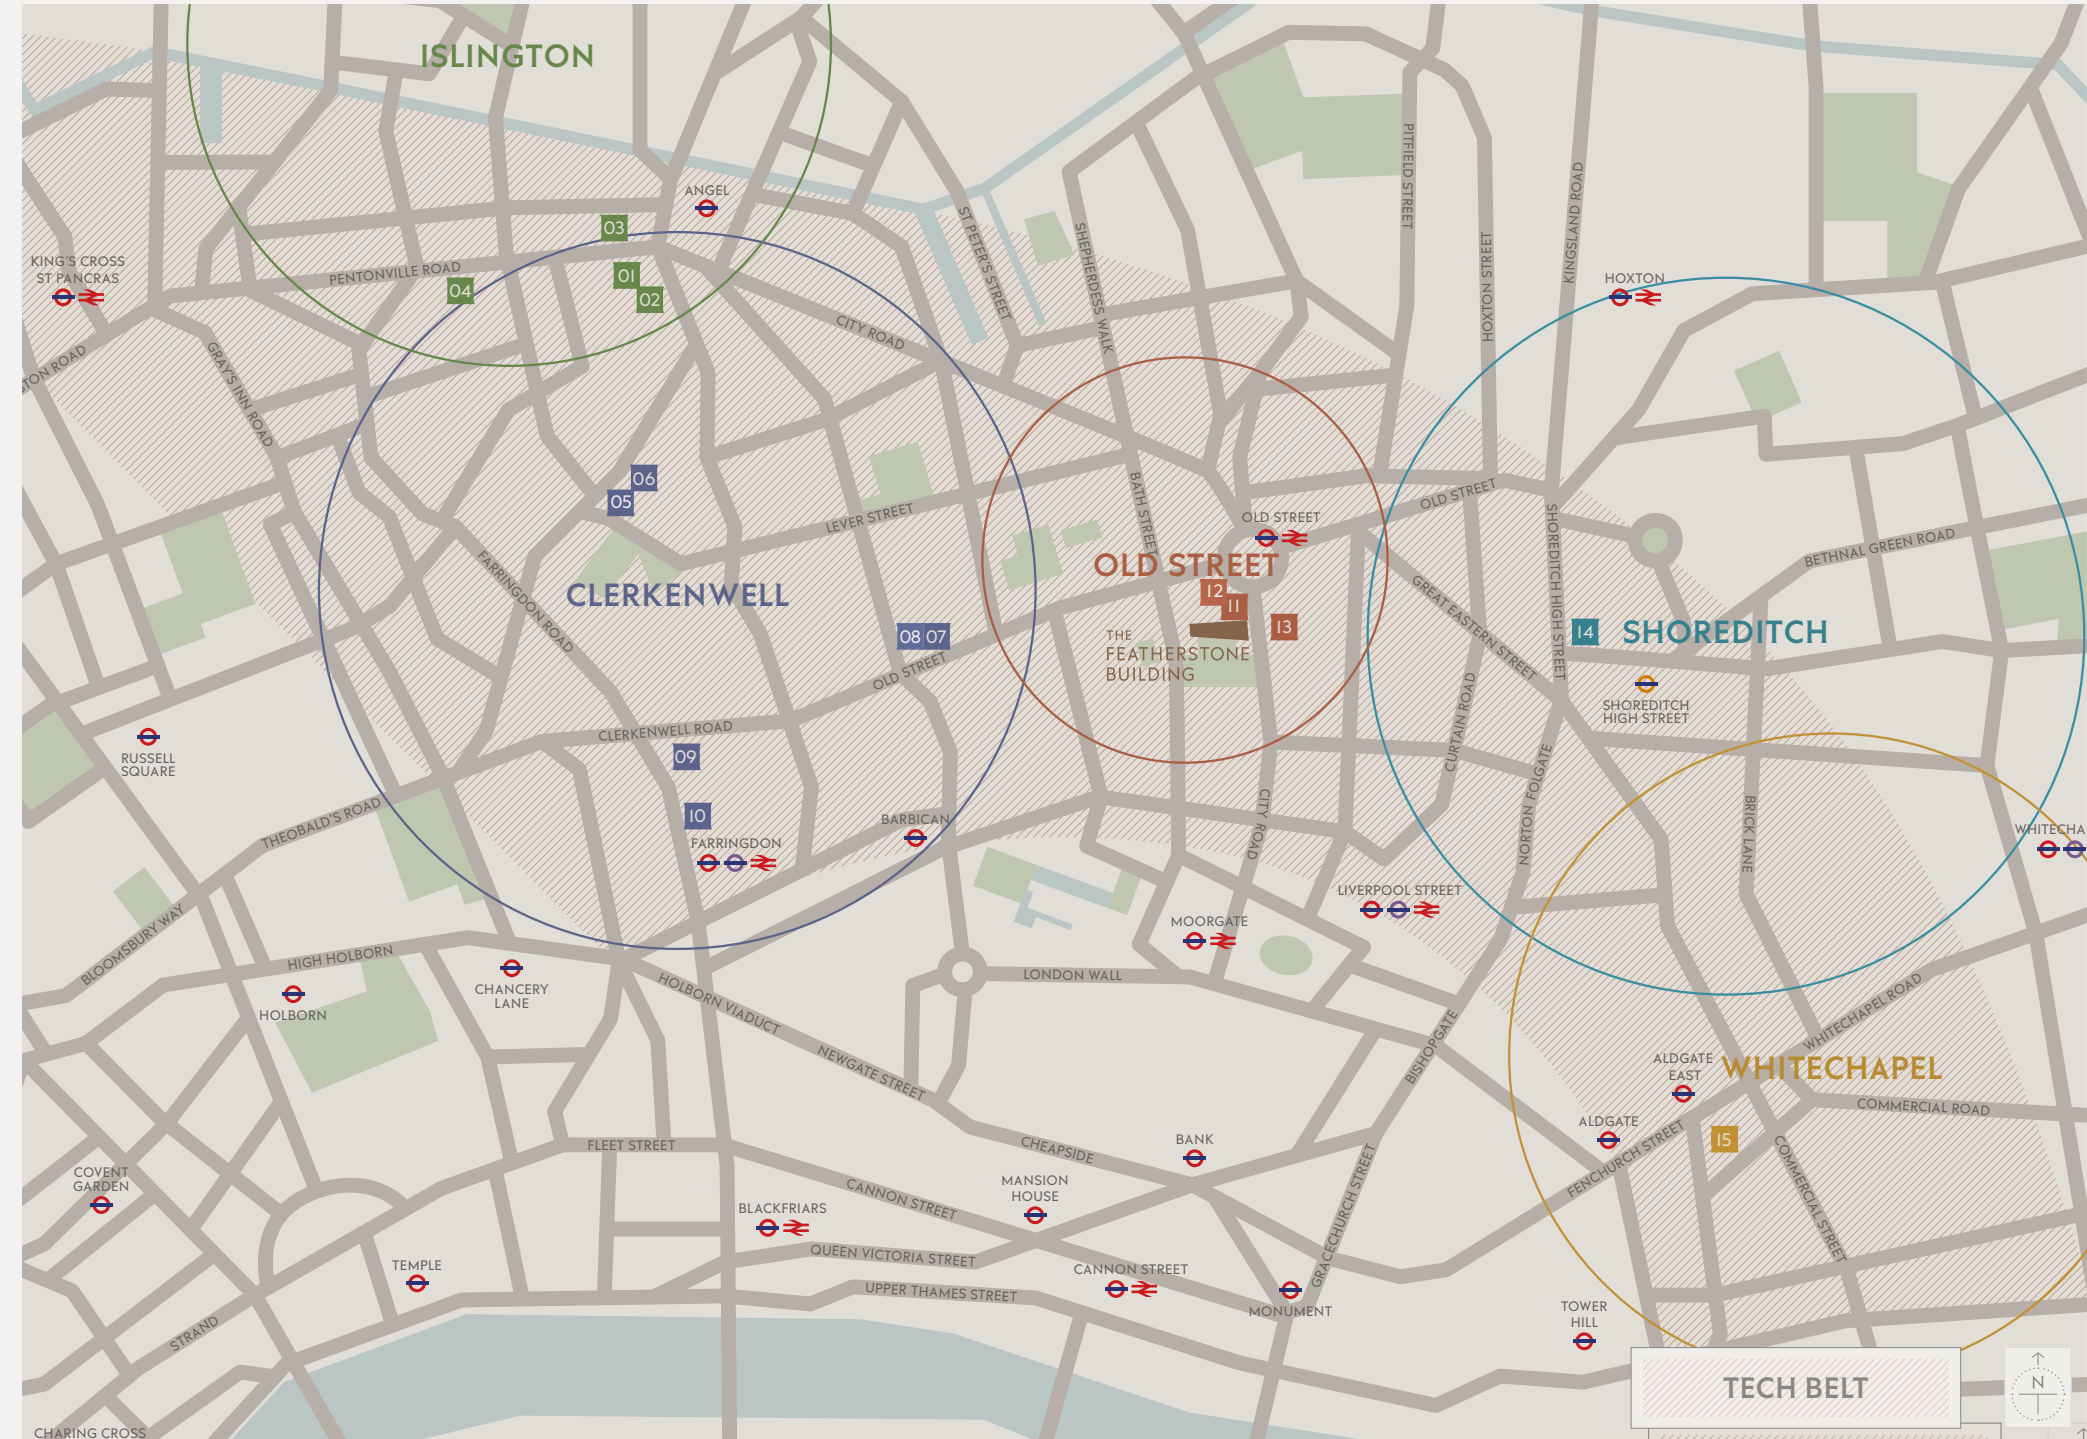 ISLINGTON
ANGEL
03
KING'S CROSS
ST PANCRAS
PENTONVILLE ROAD
01
02
04
ST PETER'S STREET
SHEPHERDESS WALK
PITFIELD STREET
HOXTON STREET
KINGSLAND ROAD
HOXTON
CITY ROAD
GTON ROAD
GRAY'S INN ROAD
06
05
LEVER STREET
BATH STREET
OLD STREET
OLD STREET
SHOREDITCH HIGH STREET
BETHNAL GREEN ROAD
FARRINGDON ROAD
CLERKENWELL
OLD STREET
12
11
13
THE
FEATHERSTONE
BUILDING
GREAT EASTERN STREET
14
SHOREDITCH
08 07
OLD STREET
SHOREDITCH
HIGH STREET
CURTAIN ROAD
RUSSELL
SQUARE
CLERKENWELL ROAD
09
10
FARRINGDON
BARBICAN
THEOBALD'S ROAD
CITY ROAD
NORTON FOLGATE
BRICK LANE
WHITECHA
LIVERPOOL STREET
MOORGATE
BLOOMSBURY WAY
HIGH HOLBORN
HOLBORN
CHANCERY
LANE
HOLBORN VIADUCT
LONDON WALL
NEWGATE STREET
BISHOPGATE
WHITECHAPEL ROAD
ALDGATE
EAST
WHITECHAPEL
COMMERCIAL ROAD
ALDGATE
15
FENCHURCH STREET
COMMERCIAL STREET
FLEET STREET
CHEAPSIDE
BANK
COVENT
GARDEN
CANNON STREET
MANSION
HOUSE
BLACKFRIARS
GRACECHURCH STREET
QUEEN VICTORIA STREET
TEMPLE
CANNON STREET
UPPER THAMES STREET
MONUMENT
TOWER
HILL
STRAND
TECH BELT
N
CHARING CROSS